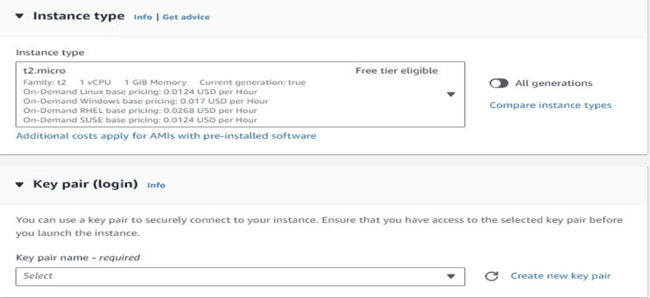 Instance type Info | Get advice
Instance type
t2.micro Free tier eligible
Family: t2 1 vCPU 1 GiB Memory Current generation: true
On-Demand Linux base pricing: 0.0124 USD per Hour
On-Demand Windows base pricing: 0.017 USD per Hour
On-Demand RHEL base pricing: 0.0268 USD per Hour
On-Demand SUSE base pricing: 0.0124 USD per Hour
All generations
Compare instance types
Additional costs apply for AMIs with pre-installed software
Key pair (login) Info
You can use a key pair to securely connect to your instance. Ensure that you have access to the selected key pair before
you launch the instance.
Key pair name - required
Select
Create new key pair